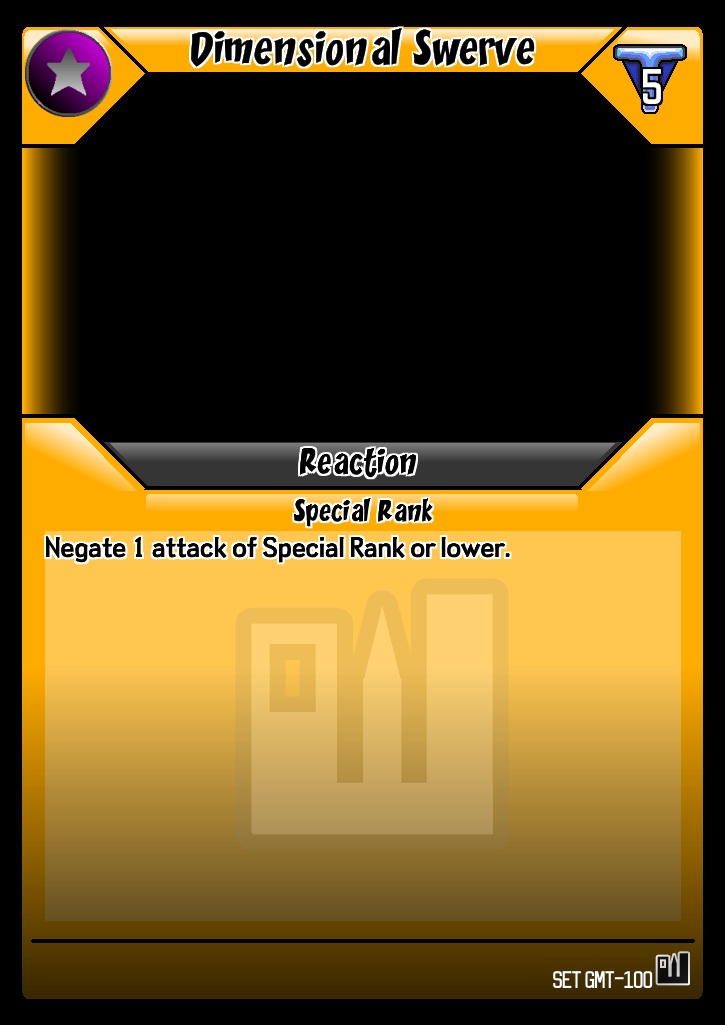 Dimensional Swerve
5
Reaction
Special Rank
Negate 1 attack of Special Rank or lower.
SET GMT-100